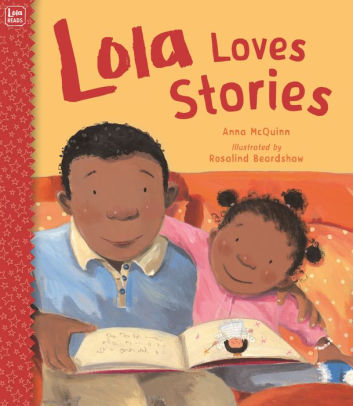 Lola
READS
Lola Loves
Stories
Anna McQuinn
Illustrated by
Rosalind Beardshaw